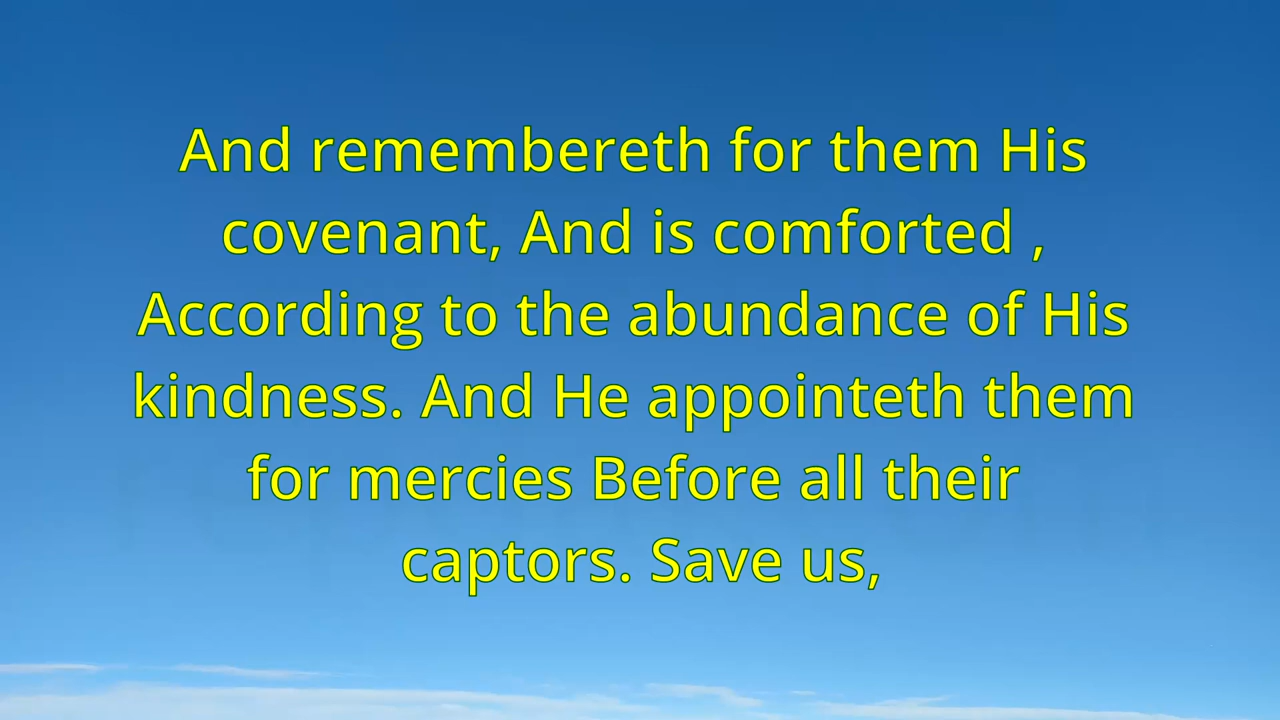 And remembereth for them His
covenant, And is comforted ,
According to the abundance of His
kindness. And He appointeth them
for mercies Before all their
captors. Save us,